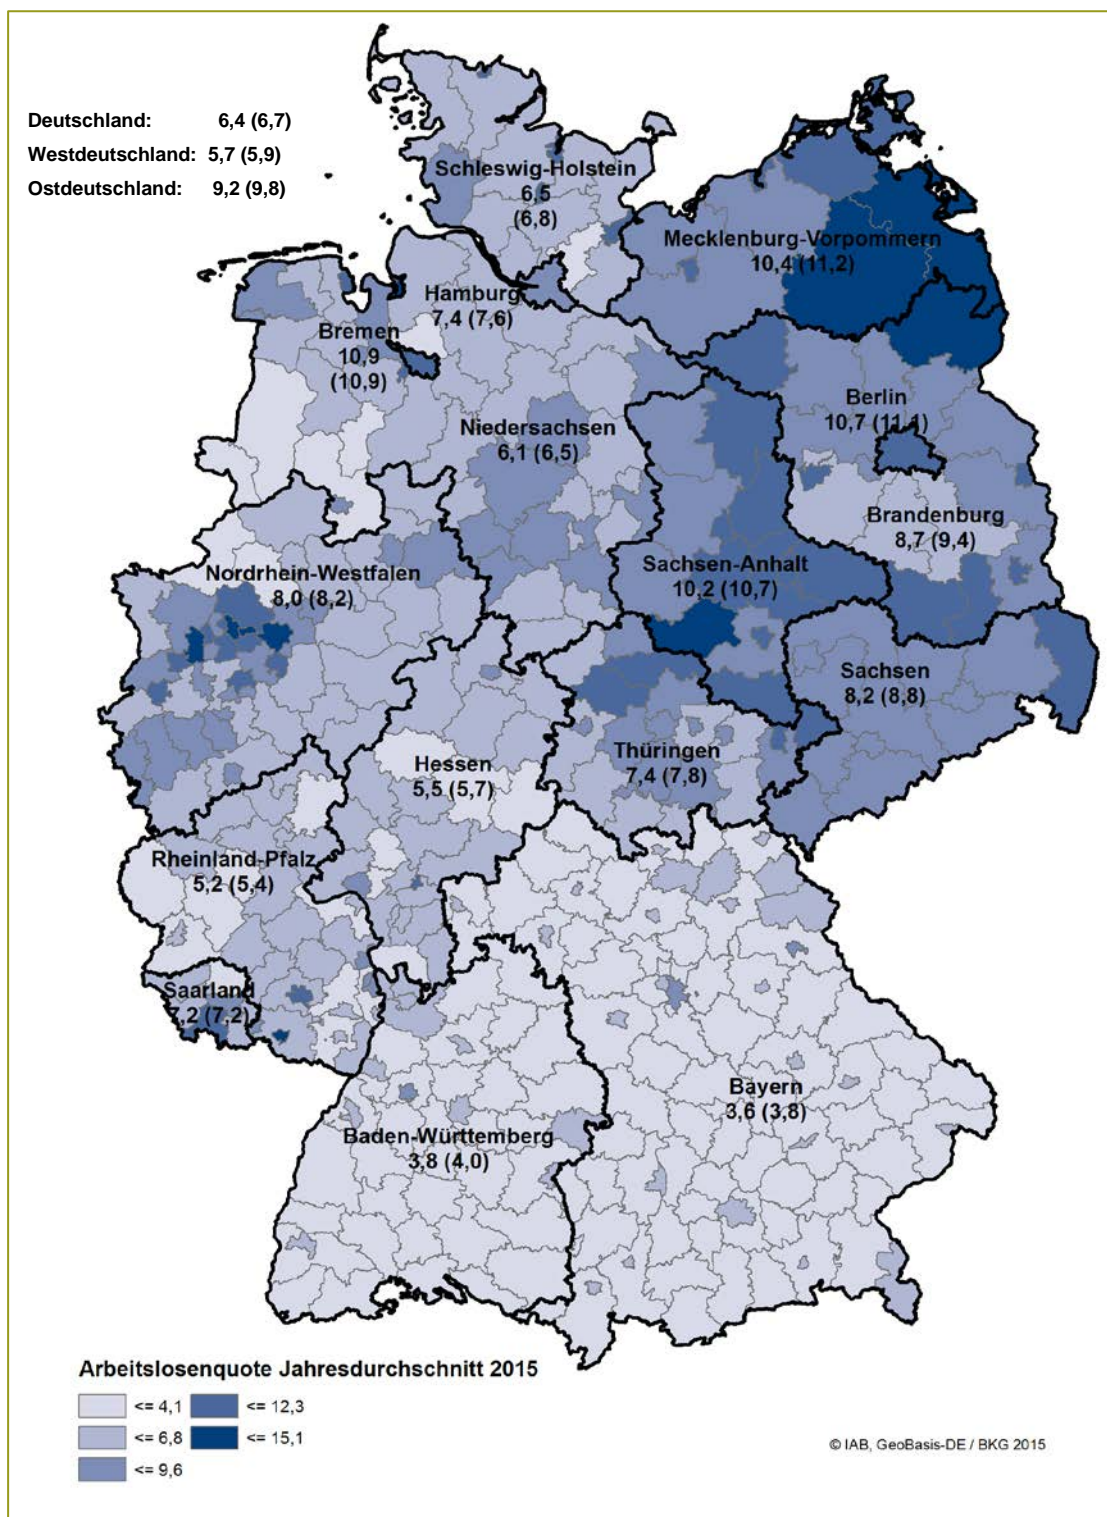 Deutschland: 6,4 (6,7)
Westdeutschland: 5,7 (5,9)
Ostdeutschland: 9,2 (9,8)
Schleswig-Holstein
6,5
(6,8)
Mecklenburg-Vorpommern
10,4 (11,2)
Hamburg
7,4 (7,6)
Bremen
10,9
(10,9)
Berlin
10,7 (11,1)
Niedersachsen
6,1 (6,5)
Brandenburg
8,7 (9,4)
Sachsen-Anhalt
10,2 (10,7)
Nordrhein-Westfalen
8,0 (8,2)
Sachsen
8,2 (8,8)
Thüringen
7,4 (7,8)
Hessen
5,5 (5,7)
Rheinland-Pfalz
5,2 (5,4)
Saarland
7,2 (7,2)
Bayern
3,6 (3,8)
Baden-Württemberg
3,8 (4,0)
Arbeitslosenquote Jahresdurchschnitt 2015
<= 4,1 <= 12,3
<= 6,8 <= 15,1
<= 9,6
© IAB, GeoBasis-DE / BKG 2015